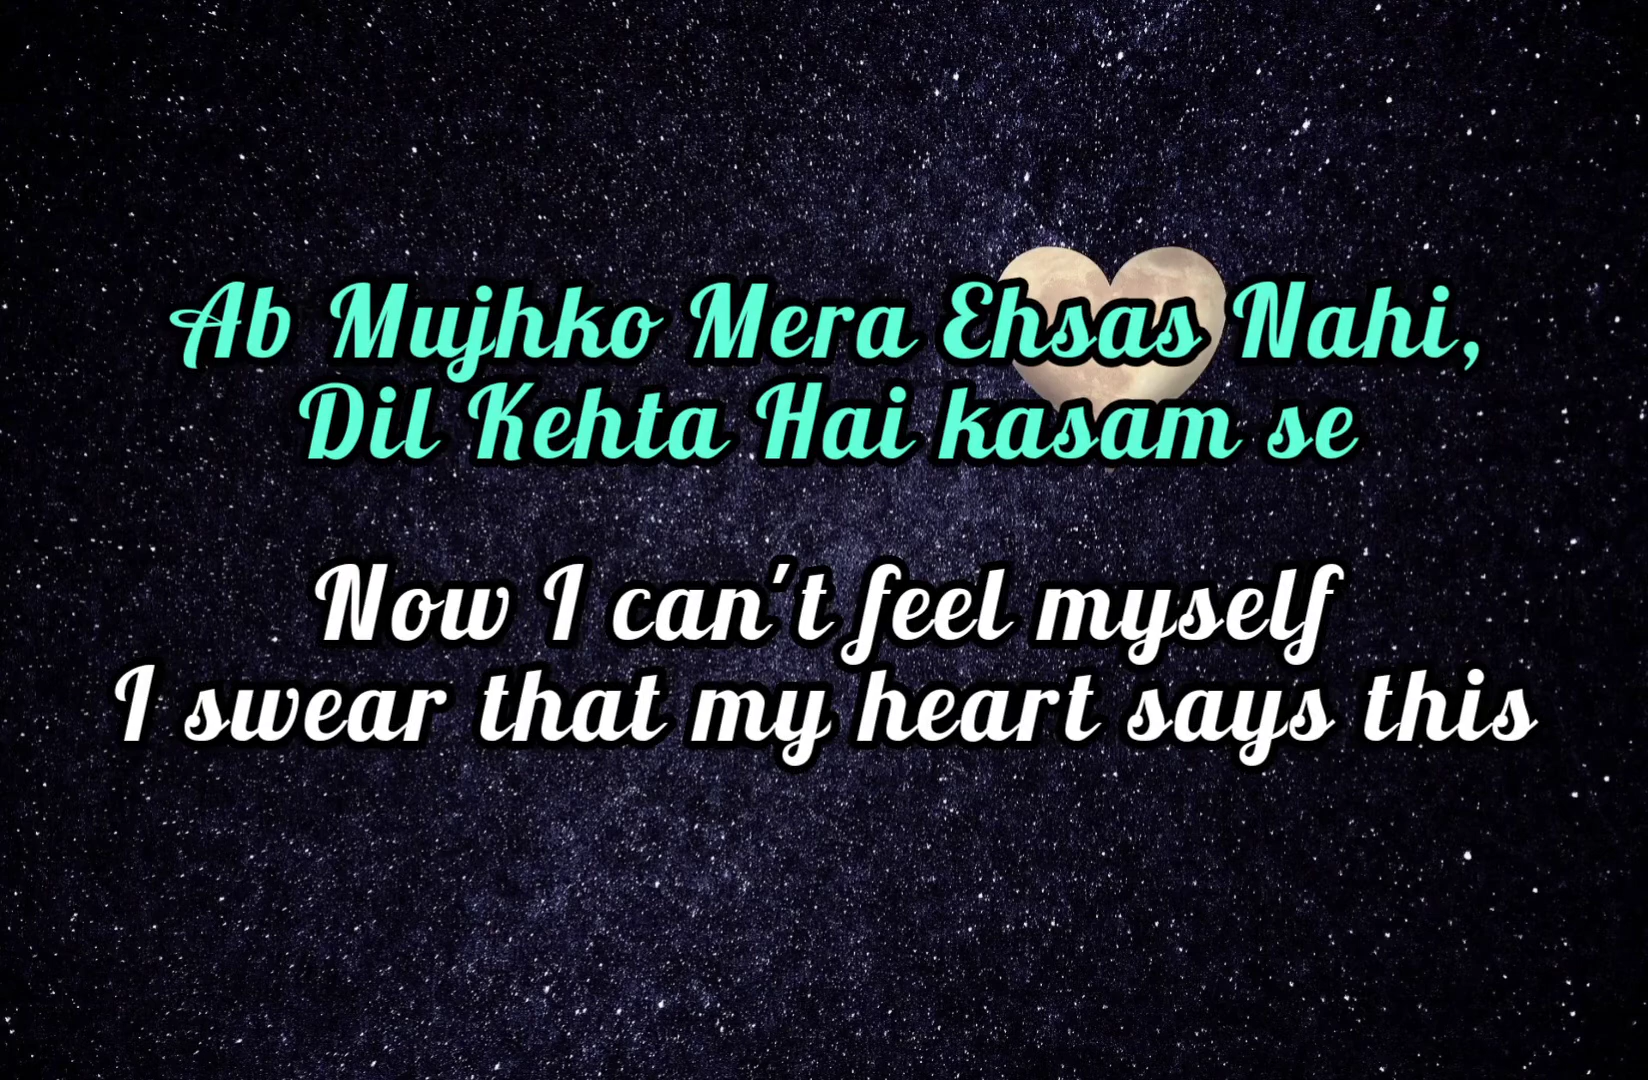 Ab Mujhko Mera Ehsas Nahi,
Dil Kehta Hai kasam se
Now I can't feel myself
I swear that my heart says this